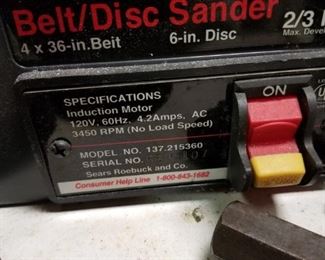 Belt/Disc Sander
2/3
4 x 36-in. Belt 6-in. Disc
Max. Devel
SPECIFICATIONS
Induction Motor
120V, 60Hz, 4.2Amps, AC
3450 RPM (No Load Speed)
MODEL NO. 137.215360
SERIAL NO.
Sears Roebuck and Co.
Consumer Help Line 1-800-843-1682
ON